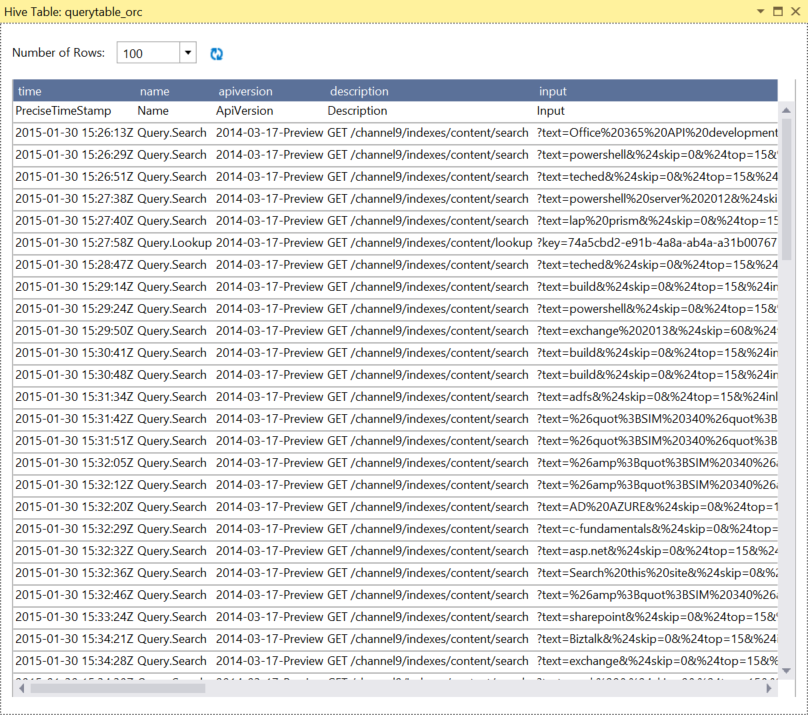 Hive Table: querytable_orc
Number of Rows: 100
time name apiversion description input
PreciseTimeStamp Name ApiVersion Description Input
2015-01-30 15:26:13Z Query.Search 2014-03-17-Preview GET /channel9/indexes/content/search ?text=Office%20365%20API%20development
2015-01-30 15:26:29Z Query.Search 2014-03-17-Preview GET /channel9/indexes/content/search ?text=powershell&%24skip=0&%24top=15&%
2015-01-30 15:26:51Z Query.Search 2014-03-17-Preview GET /channel9/indexes/content/search ?text=teched&%24skip=0&%24top=15&%24
2015-01-30 15:27:38Z Query.Search 2014-03-17-Preview GET /channel9/indexes/content/search ?text=powershell%20server%202012&%24ski
2015-01-30 15:27:40Z Query.Search 2014-03-17-Preview GET /channel9/indexes/content/search ?text=lap%20prism&%24skip=0&%24top=15
2015-01-30 15:27:58Z Query.Lookup 2014-03-17-Preview GET /channel9/indexes/content/lookup ?key=74a5cbd2-e91b-4a8a-ab4a-a31b00767
2015-01-30 15:28:47Z Query.Search 2014-03-17-Preview GET /channel9/indexes/content/search ?text=teched&%24skip=0&%24top=15&%24
2015-01-30 15:29:14Z Query.Search 2014-03-17-Preview GET /channel9/indexes/content/search ?text=build&%24skip=0&%24top=15&%24in
2015-01-30 15:29:24Z Query.Search 2014-03-17-Preview GET /channel9/indexes/content/search ?text=powershell&%24skip=0&%24top=15&%
2015-01-30 15:29:50Z Query.Search 2014-03-17-Preview GET /channel9/indexes/content/search ?text=exchange%202013&%24skip=60&%24
2015-01-30 15:30:41Z Query.Search 2014-03-17-Preview GET /channel9/indexes/content/search ?text=build&%24skip=0&%24top=15&%24in
2015-01-30 15:30:48Z Query.Search 2014-03-17-Preview GET /channel9/indexes/content/search ?text=build&%24skip=0&%24top=15&%24in
2015-01-30 15:31:34Z Query.Search 2014-03-17-Preview GET /channel9/indexes/content/search ?text=adfs&%24skip=0&%24top=15&%24inl
2015-01-30 15:31:42Z Query.Search 2014-03-17-Preview GET /channel9/indexes/content/search ?text=%26quot%3BSIM%20340%26quot%3B
2015-01-30 15:31:51Z Query.Search 2014-03-17-Preview GET /channel9/indexes/content/search ?text=%26quot%3BSIM%20340%26quot%3B
2015-01-30 15:32:05Z Query.Search 2014-03-17-Preview GET /channel9/indexes/content/search ?text=%26amp%3Bquot%3BSIM%20340%26
2015-01-30 15:32:12Z Query.Search 2014-03-17-Preview GET /channel9/indexes/content/search ?text=%26amp%3Bquot%3BSIM%20340%26
2015-01-30 15:32:20Z Query.Search 2014-03-17-Preview GET /channel9/indexes/content/search ?text=AD%20AZURE&%24skip=0&%24top=1
2015-01-30 15:32:29Z Query.Search 2014-03-17-Preview GET /channel9/indexes/content/search ?text=c-fundamentals&%24skip=0&%24top=
2015-01-30 15:32:32Z Query.Search 2014-03-17-Preview GET /channel9/indexes/content/search ?text=asp.net&%24skip=0&%24top=15&%24
2015-01-30 15:32:36Z Query.Search 2014-03-17-Preview GET /channel9/indexes/content/search ?text=Search%20this%20site&%24skip=0&%2
2015-01-30 15:32:46Z Query.Search 2014-03-17-Preview GET /channel9/indexes/content/search ?text=%26amp%3Bquot%3BSIM%20340%26
2015-01-30 15:33:24Z Query.Search 2014-03-17-Preview GET /channel9/indexes/content/search ?text=sharepoint&%24skip=0&%24top=15&%
2015-01-30 15:34:21Z Query.Search 2014-03-17-Preview GET /channel9/indexes/content/search ?text=Biztalk&%24skip=0&%24top=15&%24
2015-01-30 15:34:28Z Query.Search 2014-03-17-Preview GET /channel9/indexes/content/search ?text=exchange&%24skip=0&%24top=15&%